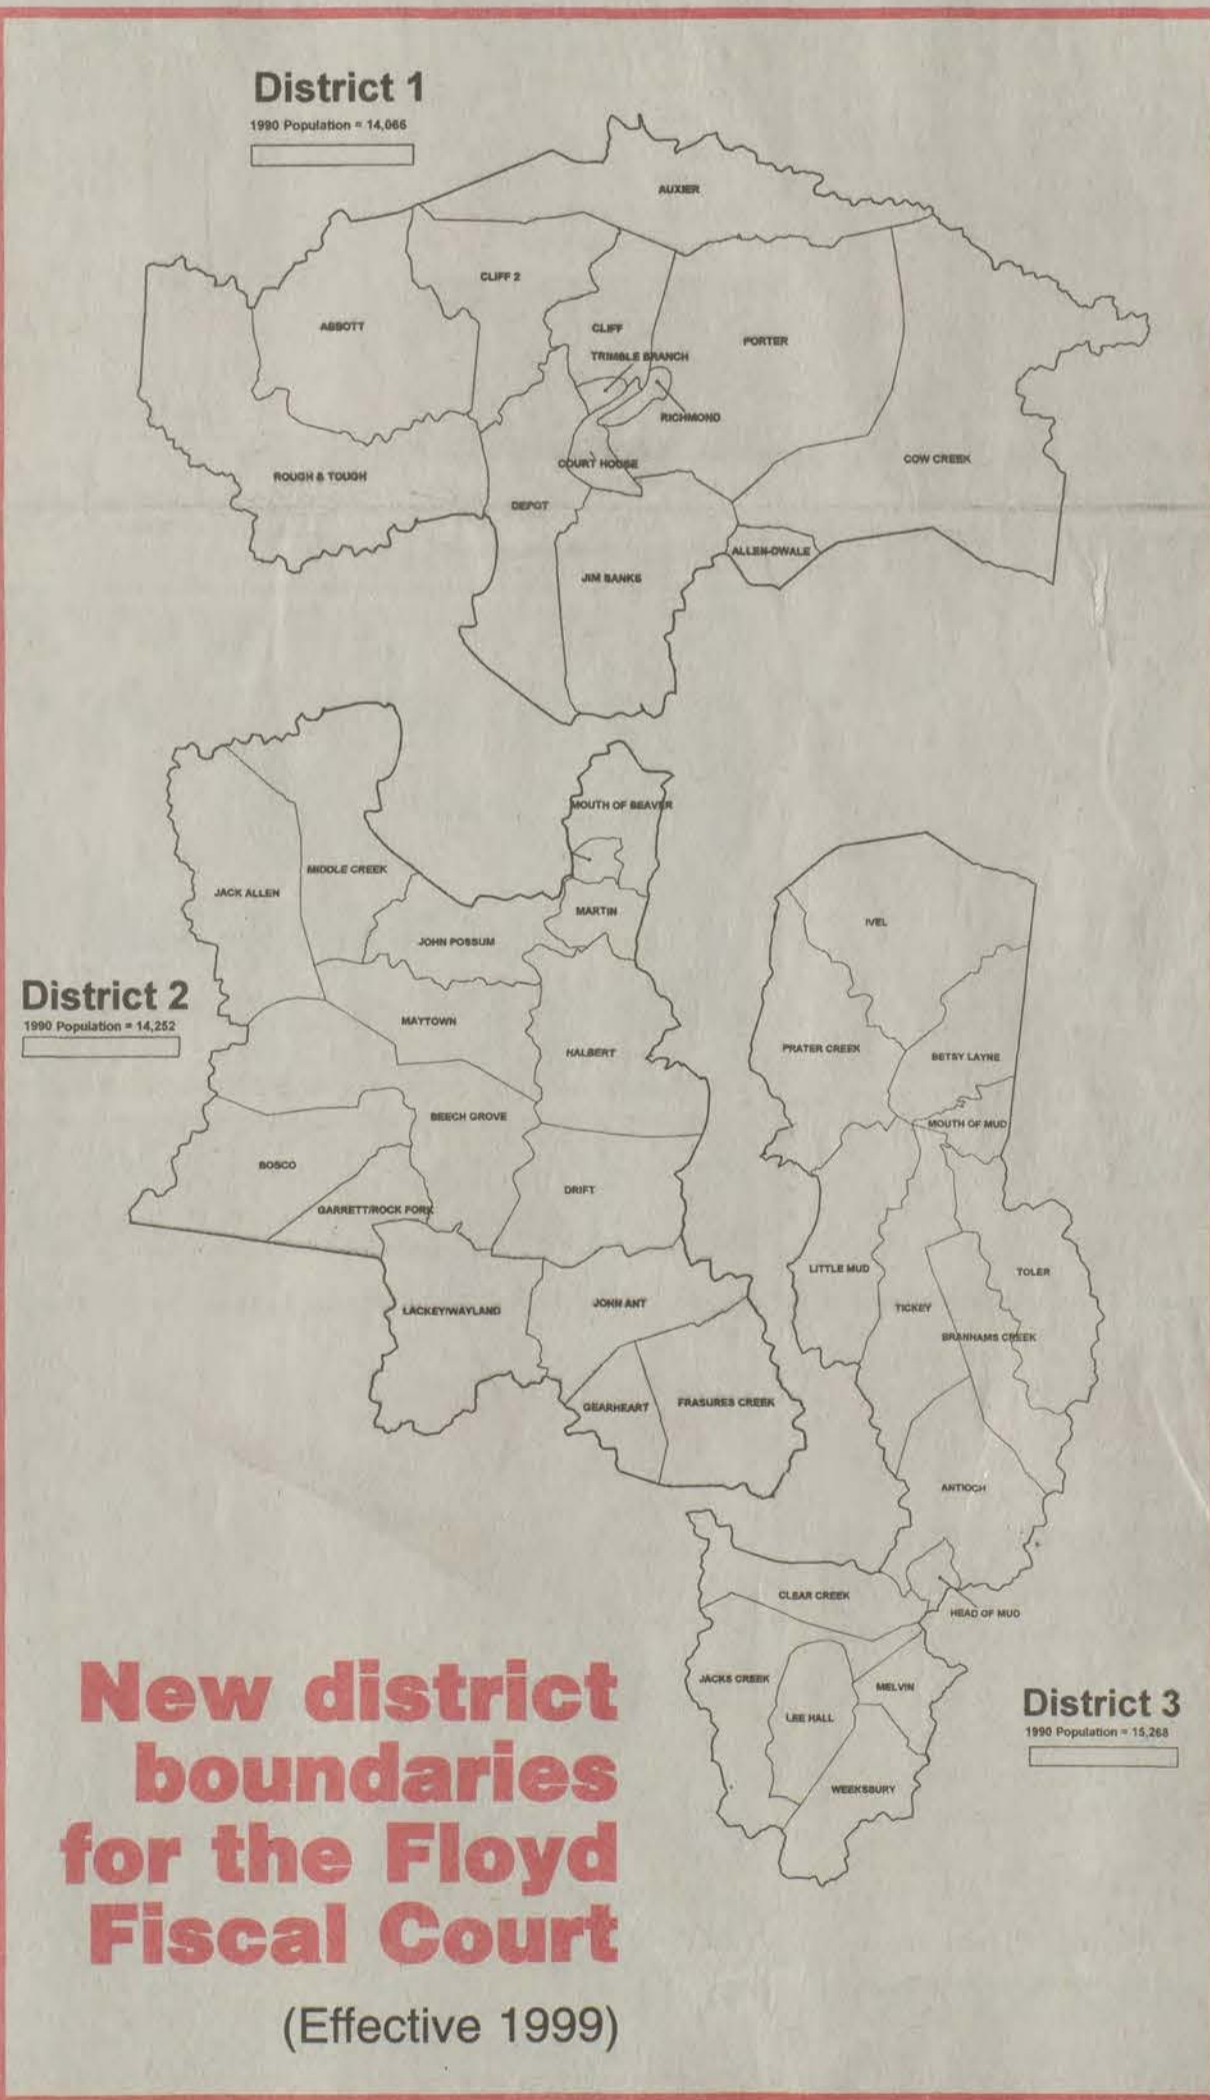 District 1
1990 Population = 14,066
AUXIER
CLIFF 2
ABBOTT
CLIFF
PORTER
TRIMBLE BRANCH
RICHMOND
COURT HOUSE
COW CREEK
ROUGH & TOUGH
DEPOT
ALLEN-DWALE
JIM BANKS
MOUTH OF BEAVER
MIDDLE CREEK
JACK ALLEN
MARTIN
IVEL
JOHN POSSUM
District 2
1990 Population = 14,252
MAYTOWN
HALBERT
PRATER CREEK
BETSY LAYNE
BEECH GROVE
MOUTH OF MUD
BOSCO
DRIFT
GARRETT/ROCK FORK
LITTLE MUD
TOLER
LACKEY/WAYLAND
JOHN ANT
TICKEY
BRANHAMS CREEK
GEARHEART
FRASURES CREEK
ANTIOCH
CLEAR CREEK
HEAD OF MUD
JACKS CREEK
MELVIN
LEE HALL
WEEKSBURY
District 3
1990 Population = 15,268
New district
boundaries
for the Floyd
Fiscal Court
(Effective 1999)